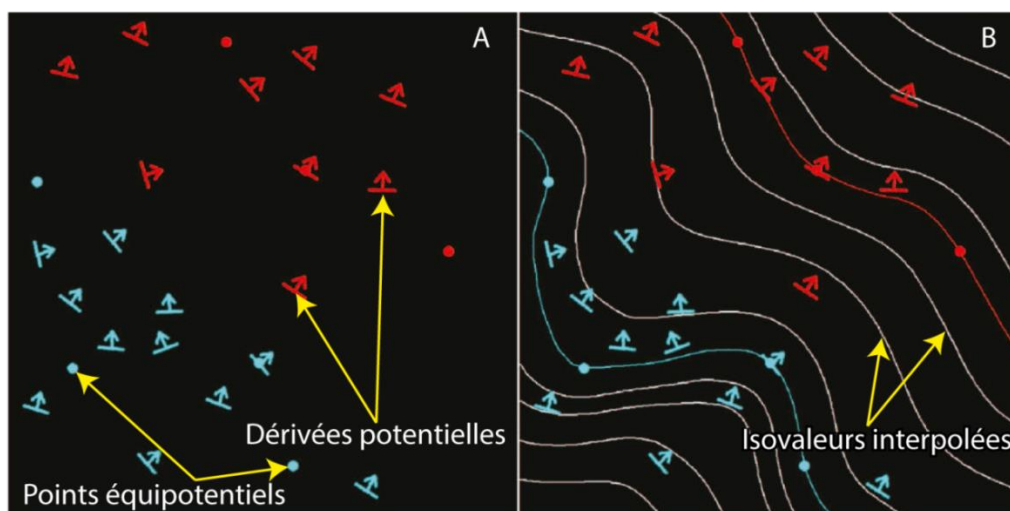 A
B
Dérivées potentielles
Points équipotentiels
Isovaleurs interpolées